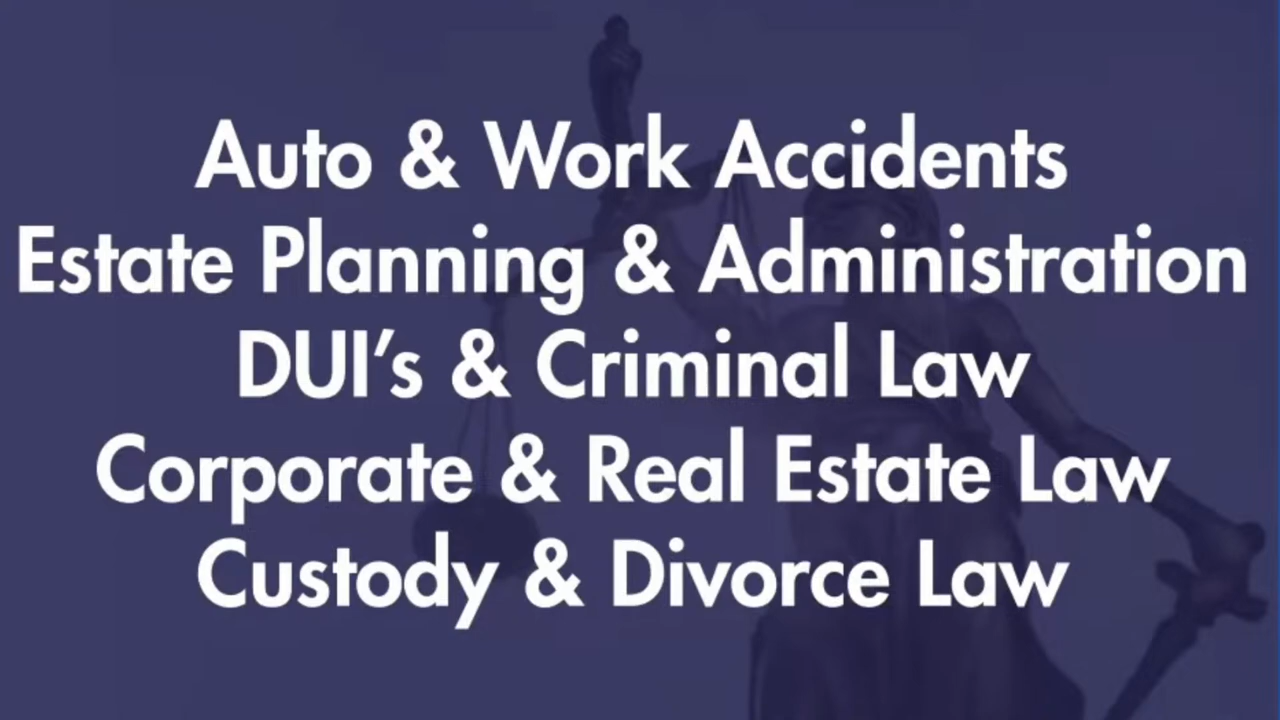 Auto & Work Accidents
Estate Planning & Administration
DUI’s & Criminal Law
Corporate & Real Estate Law
Custody & Divorce Law